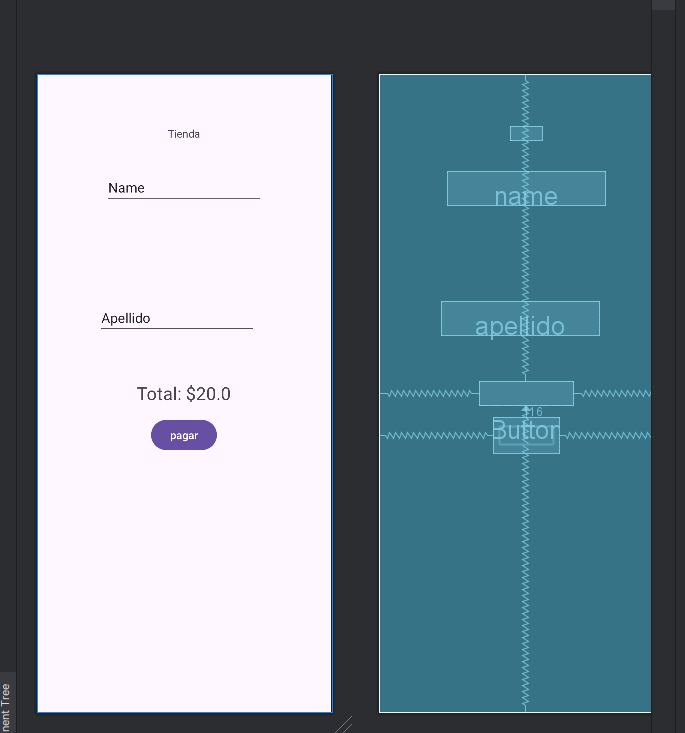 Tienda
Name
Apellido
Total: $20.0
pagar
name
apellido
16
Button
nent Tree